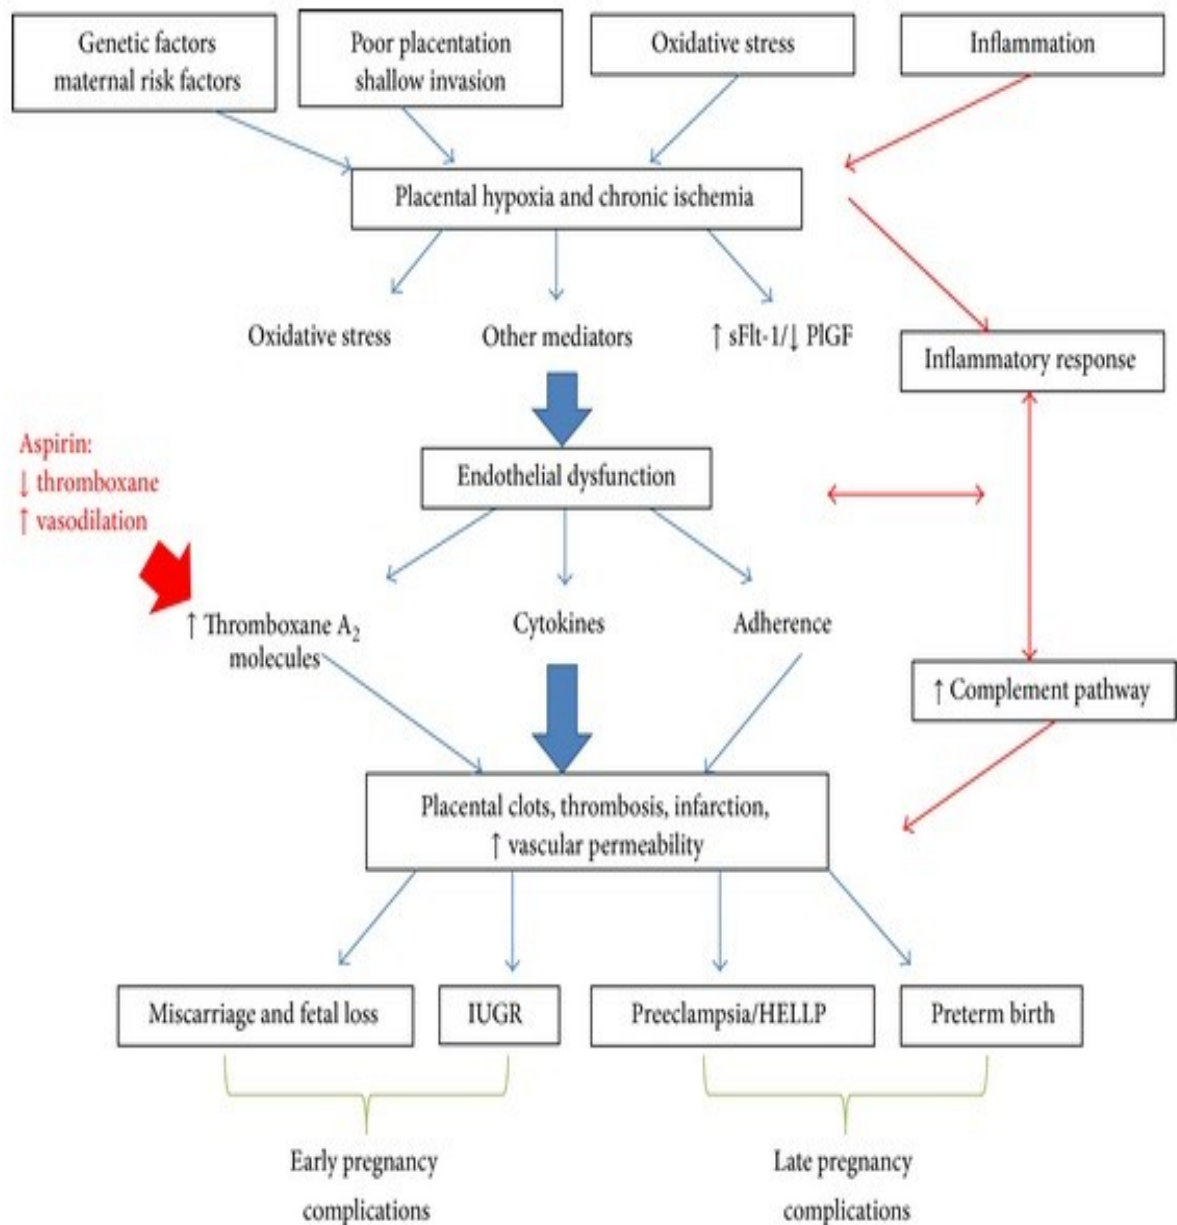 Genetic factors
maternal risk factors
Poor placentation
shallow invasion
Oxidative stress
Inflammation
Placental hypoxia and chronic ischemia
Oxidative stress
Other mediators
↑ sFlt-1/↓ PlGF
Inflammatory response
Aspirin:
↓ thromboxane
↑ vasodilation
Endothelial dysfunction
↑ Thromboxane A₂
molecules
Cytokines
Adherence
↑ Complement pathway
Placental clots, thrombosis, infarction,
↑ vascular permeability
Miscarriage and fetal loss
IUGR
Preeclampsia/HELLP
Preterm birth
Early pregnancy
complications
Late pregnancy
complications